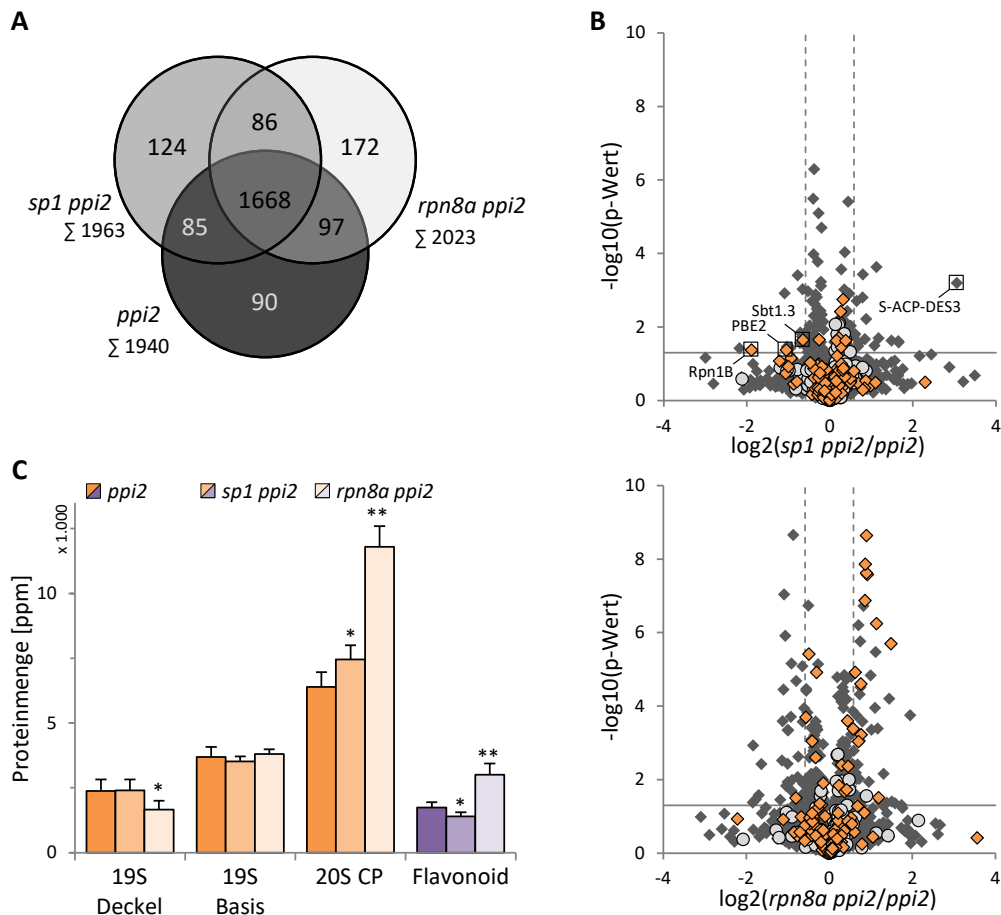 A
124
86
172
1668
85
97
90
sp1 ppi2
∑ 1963
rpn8a ppi2
∑ 2023
ppi2
∑ 1940
B
10
8
6
4
2
0
-log10(p-Wert)
S-ACP-DES3
Sbt1.3
PBE2
Rpn1B
-4 -2 0 2 4
log2(sp1 ppi2/ppi2)
10
8
6
4
2
0
-log10(p-Wert)
-4 -2 0 2 4
log2(rpn8a ppi2/ppi2)
C
ppi2 sp1 ppi2 rpn8a ppi2
x 1.000
Proteinmenge [ppm]
10
5
0
*
*
**
*
**
19S Deckel
19S Basis
20S CP
Flavonoid